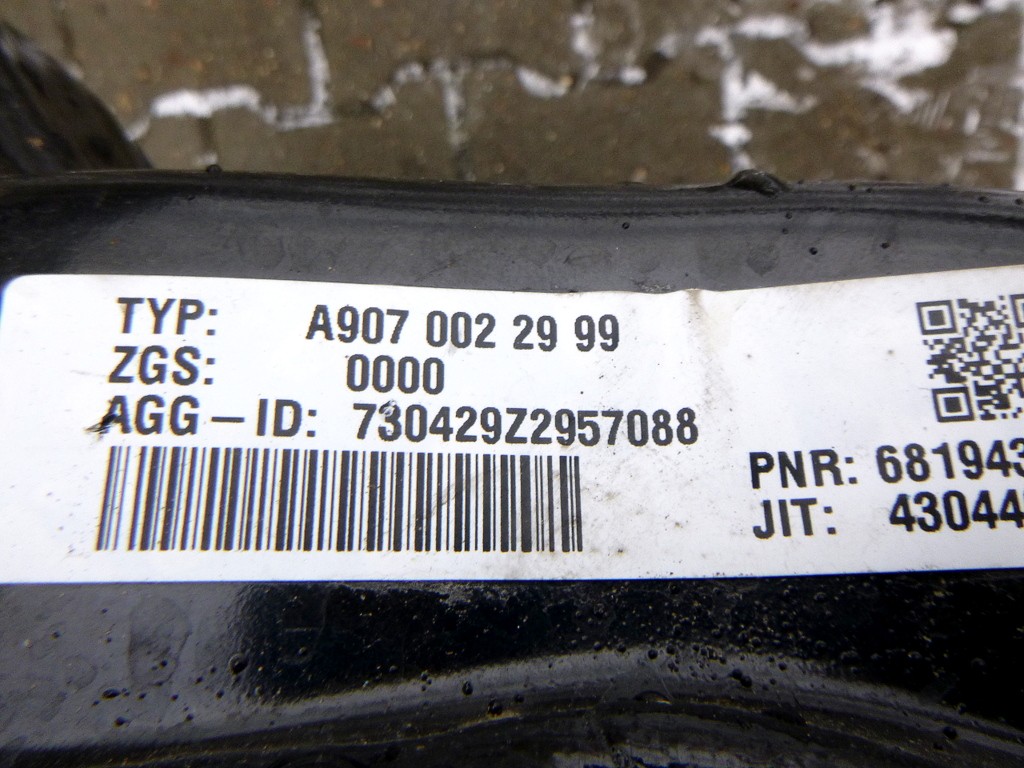 TYP: A907 002 29 99
ZGS: 0000
AGG-ID: 730429Z2957088
PNR: 681943
JIT: 43044